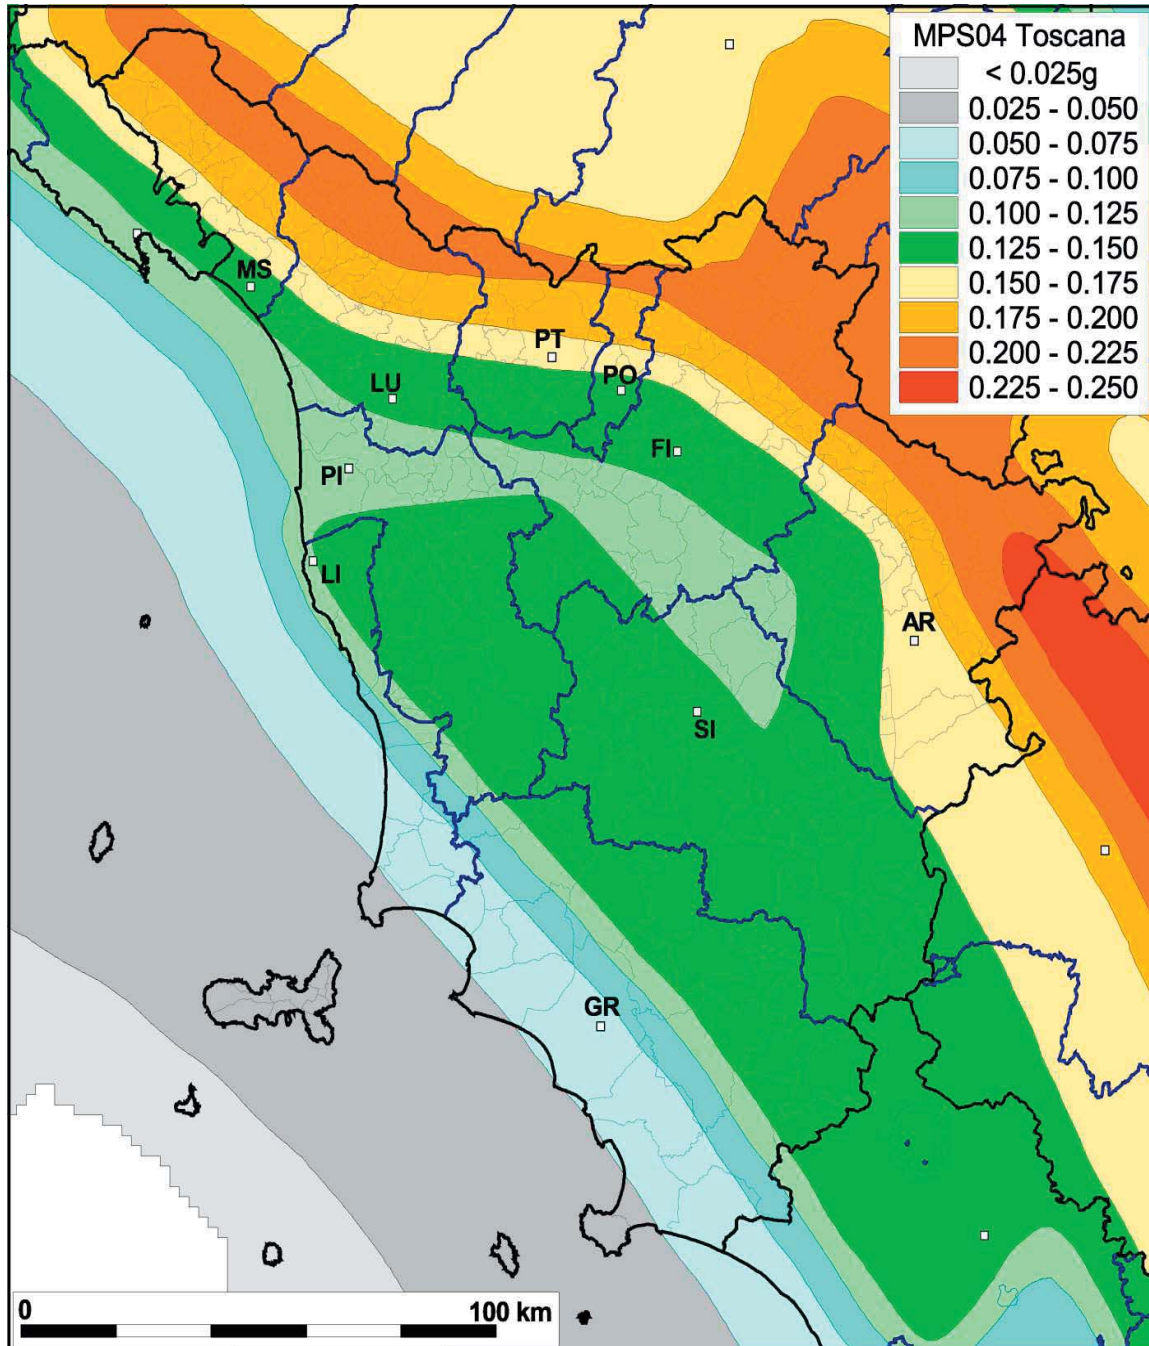 MPS04 Toscana
< 0.025g
0.025 - 0.050
0.050 - 0.075
0.075 - 0.100
0.100 - 0.125
0.125 - 0.150
0.150 - 0.175
0.175 - 0.200
0.200 - 0.225
0.225 - 0.250
MS
PT
LU
PO
FI
PI
LI
AR
SI
GR
0 100 km